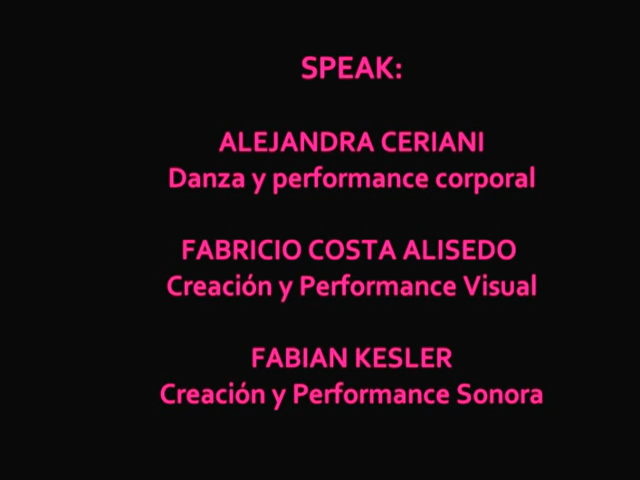 SPEAK:
ALEJANDRA CERIANI
Danza y performance corporal
FABRICIO COSTA ALISEDO
Creación y Performance Visual
FABIAN KESLER
Creación y Performance Sonora